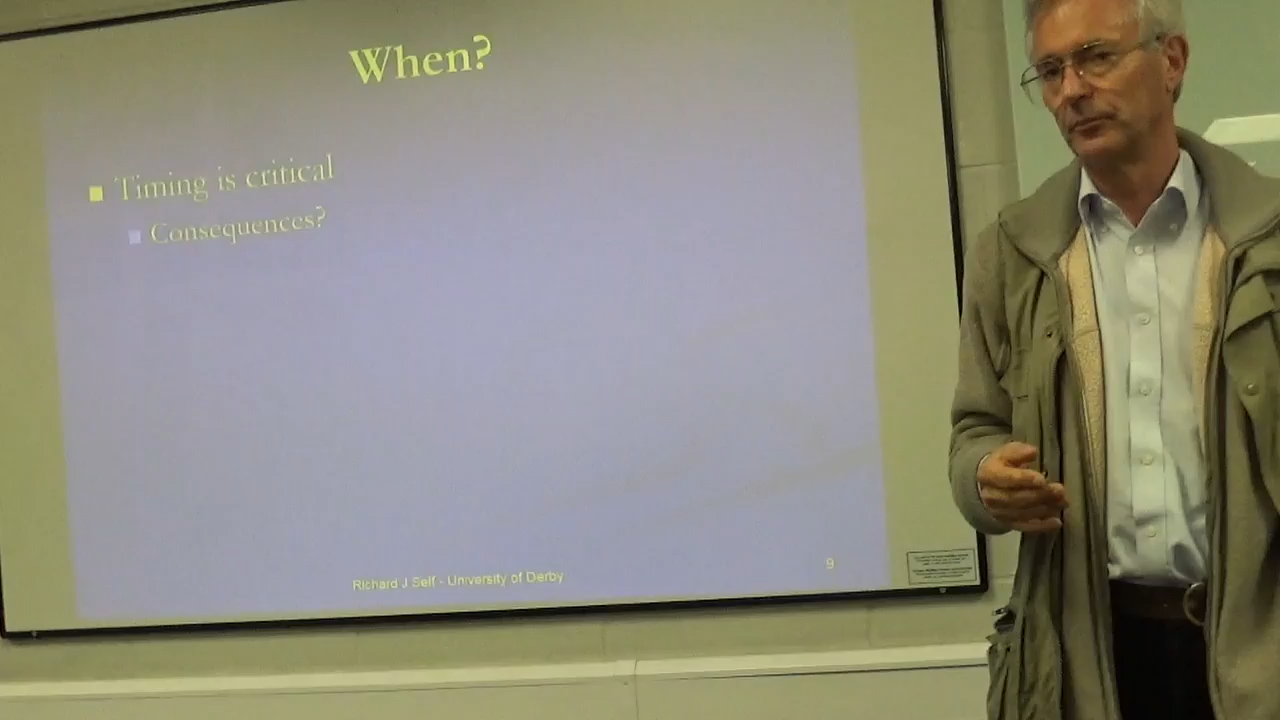 When?
Timing is critical
Consequences?
Richard J Self - University of Derby
9